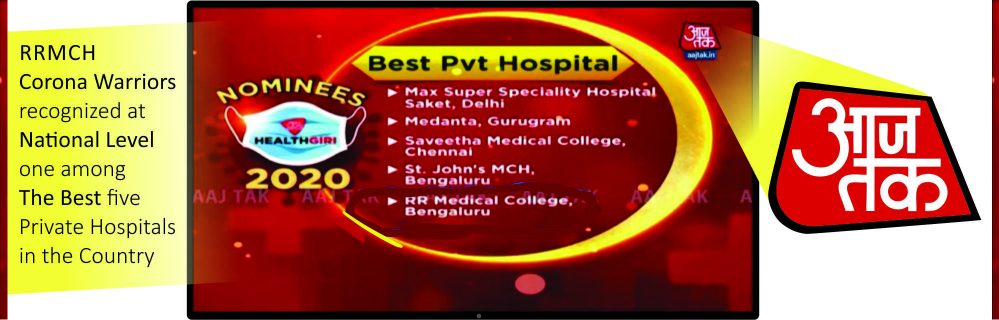 RRMCH
Corona Warriors
recognized at
National Level
one among
The Best five
Private Hospitals
in the Country
आज
तक
aajtak.in
Best Pvt Hospital
NOMINEES
HEALTHGIRI
2020
▶ Max Super Speciality Hospital
Saket, Delhi
▶ Medanta, Gurugram
▶ Saveetha Medical College,
Chennai
▶ St. John's MCH,
Bengaluru
▶ RR Medical College,
Bengaluru
AAJ TAK
आज
तक